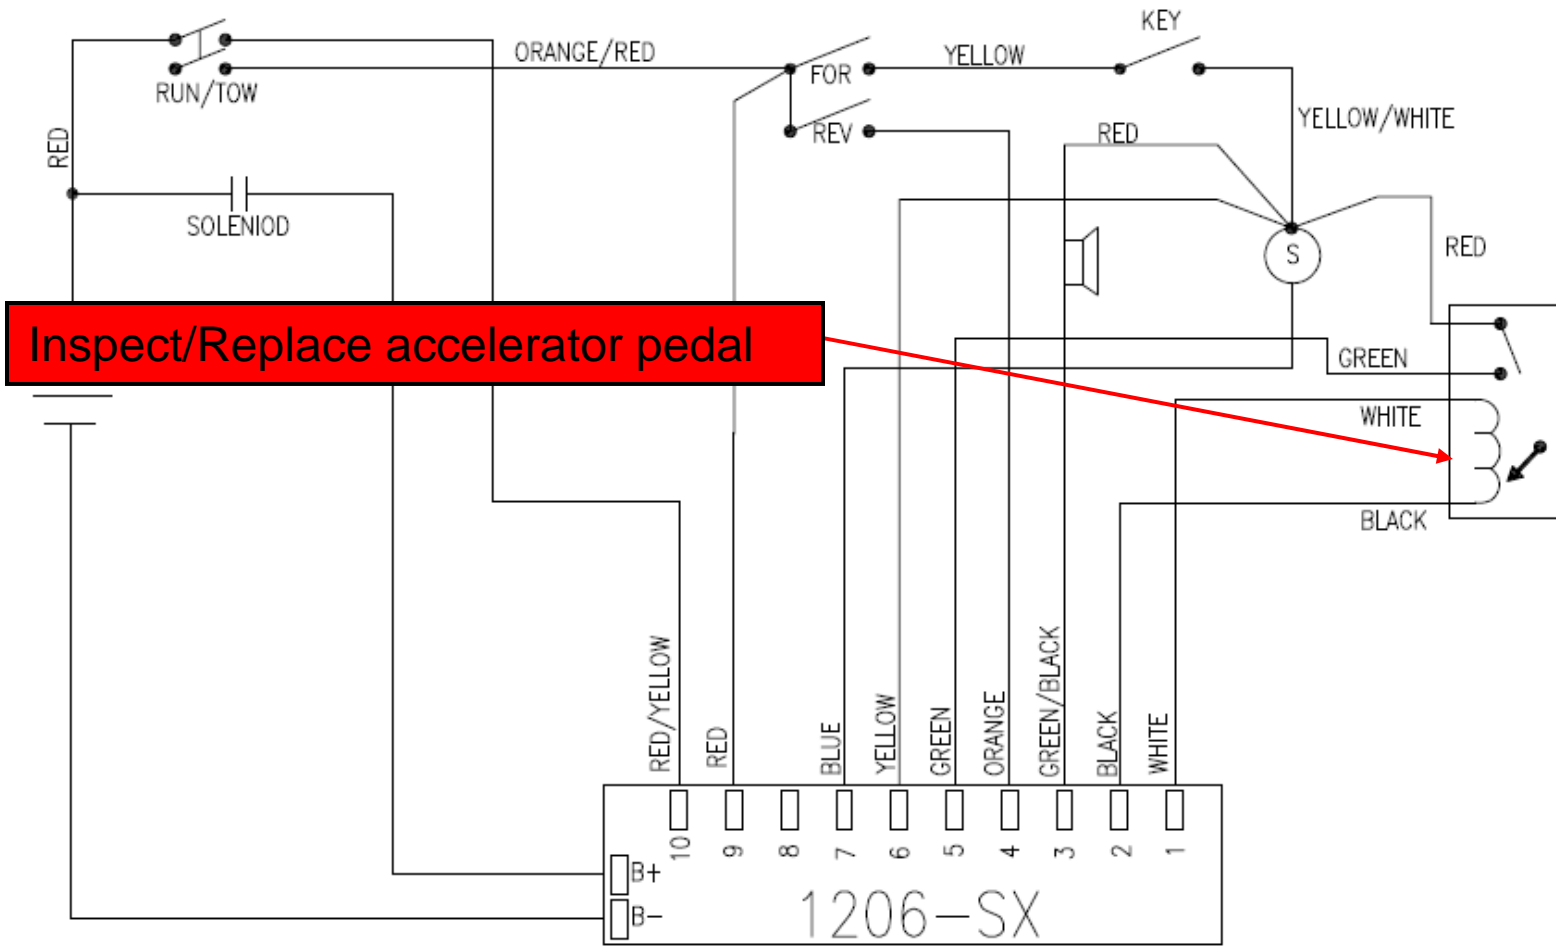 KEY
ORANGE/RED
YELLOW
FOR
RUN/TOW
YELLOW/WHITE
REV
RED
RED
SOLENIOD
S
RED
Inspect/Replace accelerator pedal
GREEN
WHITE
BLACK
RED/YELLOW
RED
BLUE
YELLOW
GREEN
ORANGE
GREEN/BLACK
BLACK
WHITE
10 9 8 7 6 5 4 3 2 1
B+
B-
1206-SX